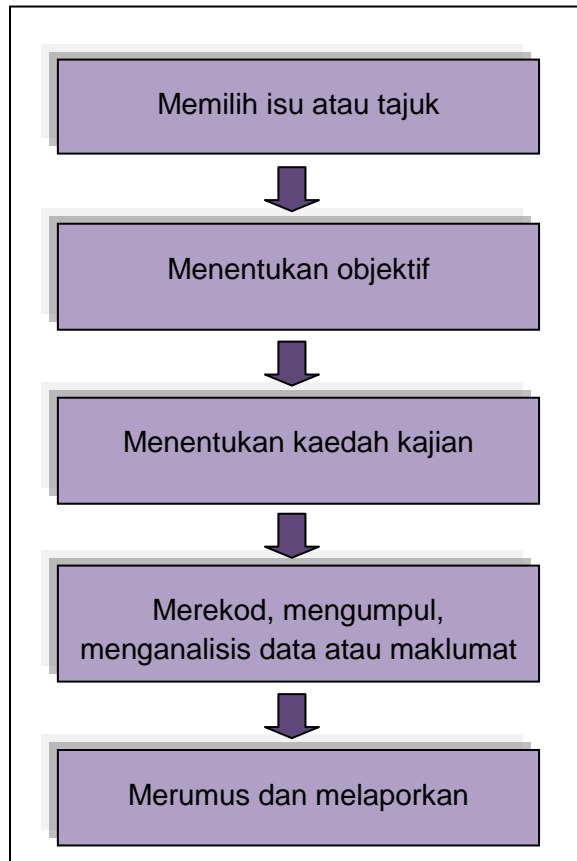 Memilih isu atau tajuk
Menentukan objektif
Menentukan kaedah kajian
Merekod, mengumpul,
menganalisis data atau maklumat
Merumus dan melaporkan